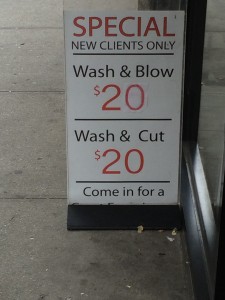 SPECIAL
NEW CLIENTS ONLY
Wash & Blow
$20
Wash & Cut
$20
Come in for a